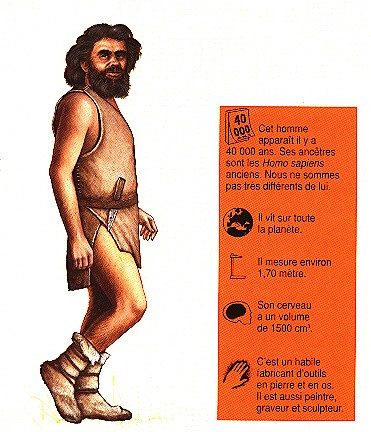 40
000
Cet homme
apparaît il y a
40 000 ans. Ses ancêtres
sont les Homo sapiens
anciens. Nous ne sommes
pas très différents de lui.
Il vit sur toute
la planète.
Il mesure environ
1,70 mètre.
Son cerveau
a un volume
de 1500 cm³.
C'est un habile
fabricant d'outils
en pierre et en os.
Il est aussi peintre,
graveur et sculpteur.